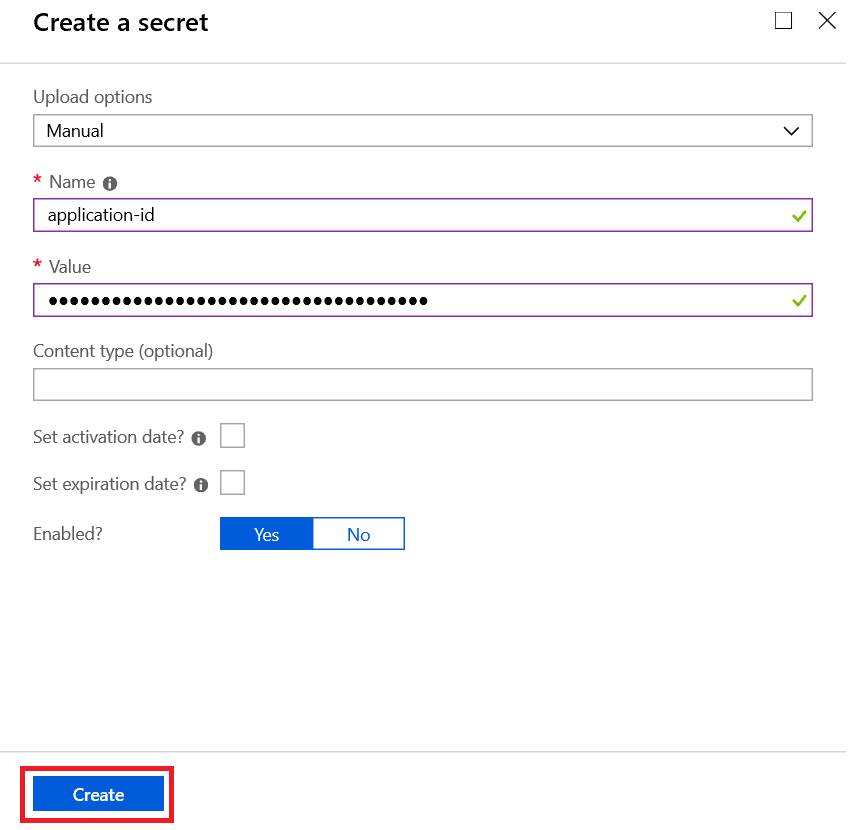 Create a secret
Upload options
Manual
* Name
application-id
* Value
●●●●●●●●●●●●●●●●●●●●●●●●●●●●●●●●●●●●
Content type (optional)
Set activation date?
Set expiration date?
Enabled?
Yes No
Create